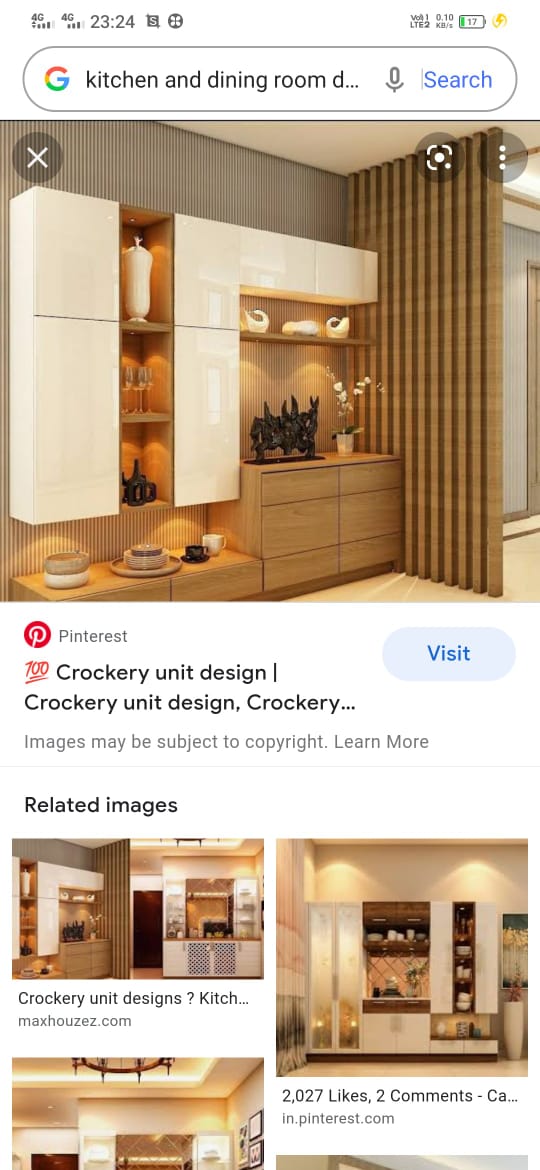 4G 4G 23:24 Vo)) 1 LTE2 0.10 KB/s 17
kitchen and dining room d... Search
Pinterest
Visit
💯 Crockery unit design |
Crockery unit design, Crockery...
Images may be subject to copyright. Learn More
Related images
Crockery unit designs ? Kitch...
maxhouzez.com
2,027 Likes, 2 Comments - Ca...
in.pinterest.com